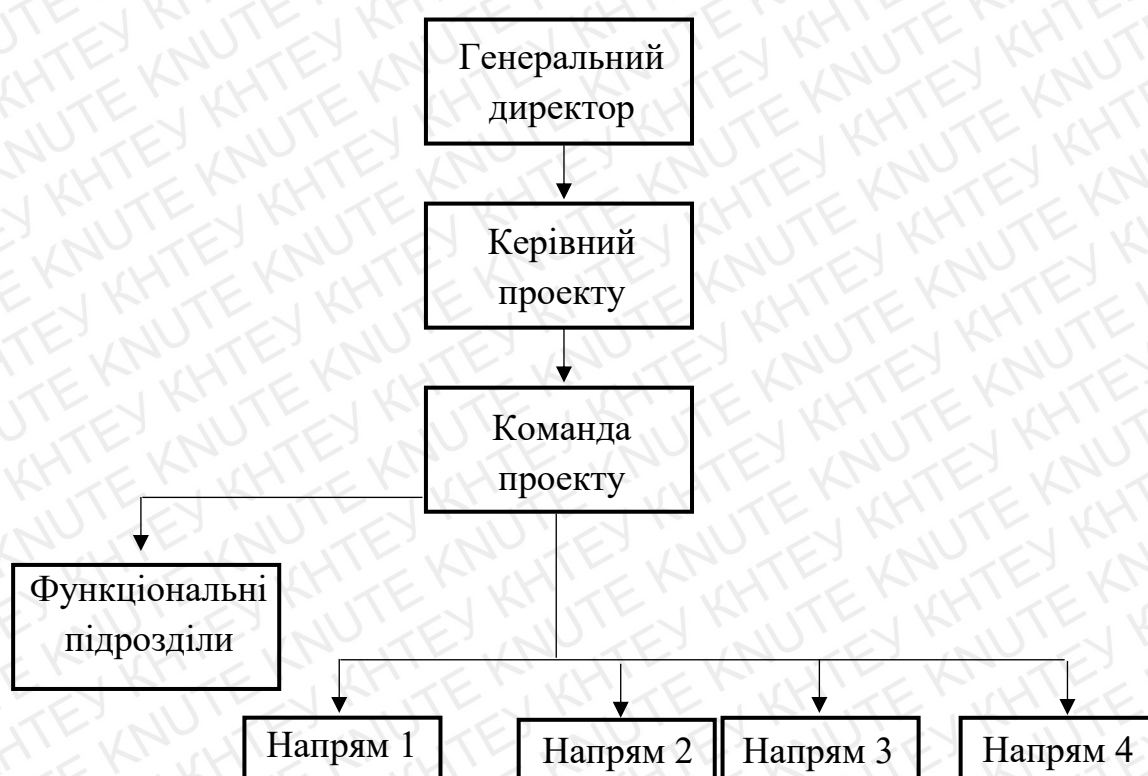 Генеральний
директор
Керівний
проекту
Команда
проекту
Функціональні
підрозділи
Напрям 1
Напрям 2
Напрям 3
Напрям 4